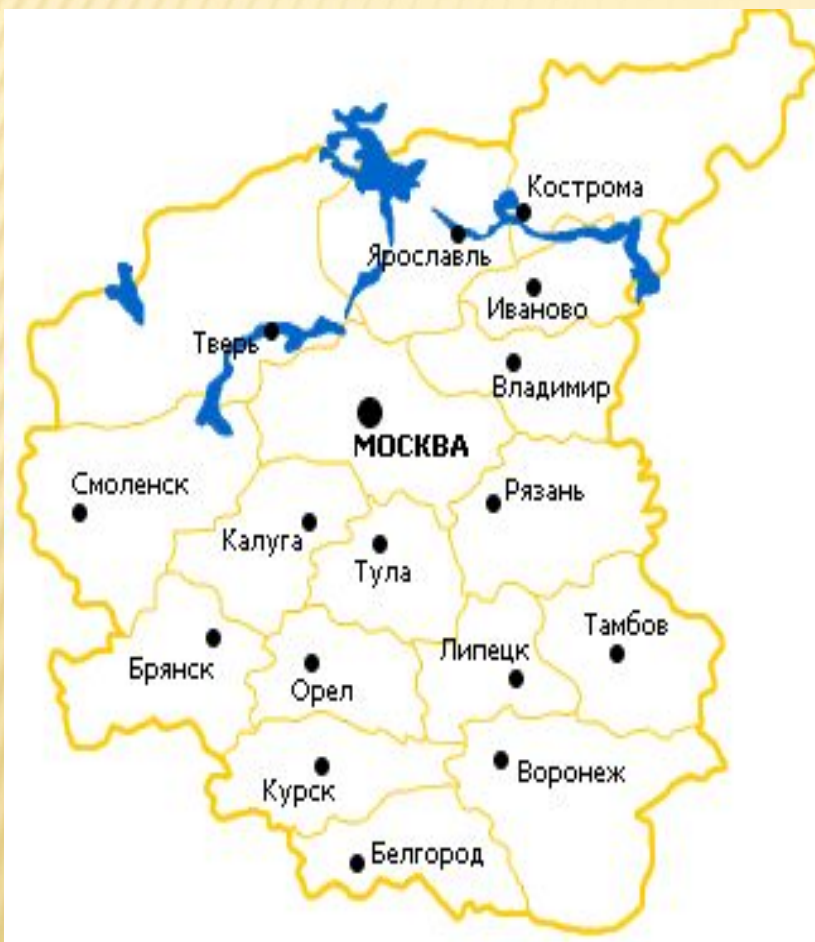 Кострома
Ярославль
Иваново
Тверь
Владимир
МОСКВА
Смоленск
Рязань
Калуга
Тула
Тамбов
Липецк
Брянск
Орел
Воронеж
Курск
Белгород